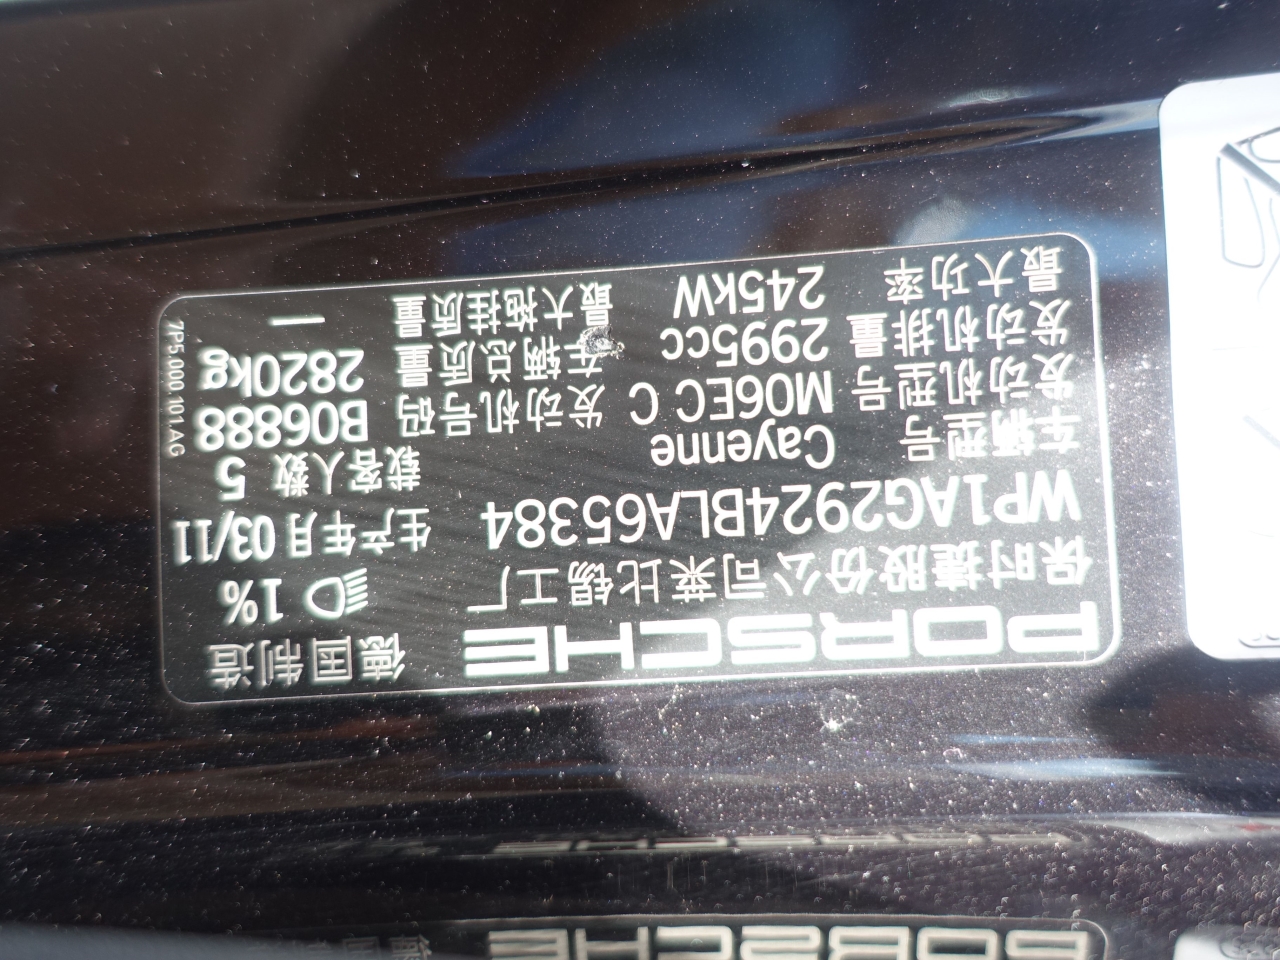 PORSCHE 德国制造
保时捷股份公司莱比锡工厂 1%
WP1AG2924BLA65384 生产年月 03/11
车辆型号 Cayenne 载客人数 5
发动机型号 M06EC C 发动机号码 B06888
发动机排量 2995cc 车辆总质量 2820kg
最大功率 245kW 最大拖挂质量 —
7P5.000.101.AG
PORSCHE